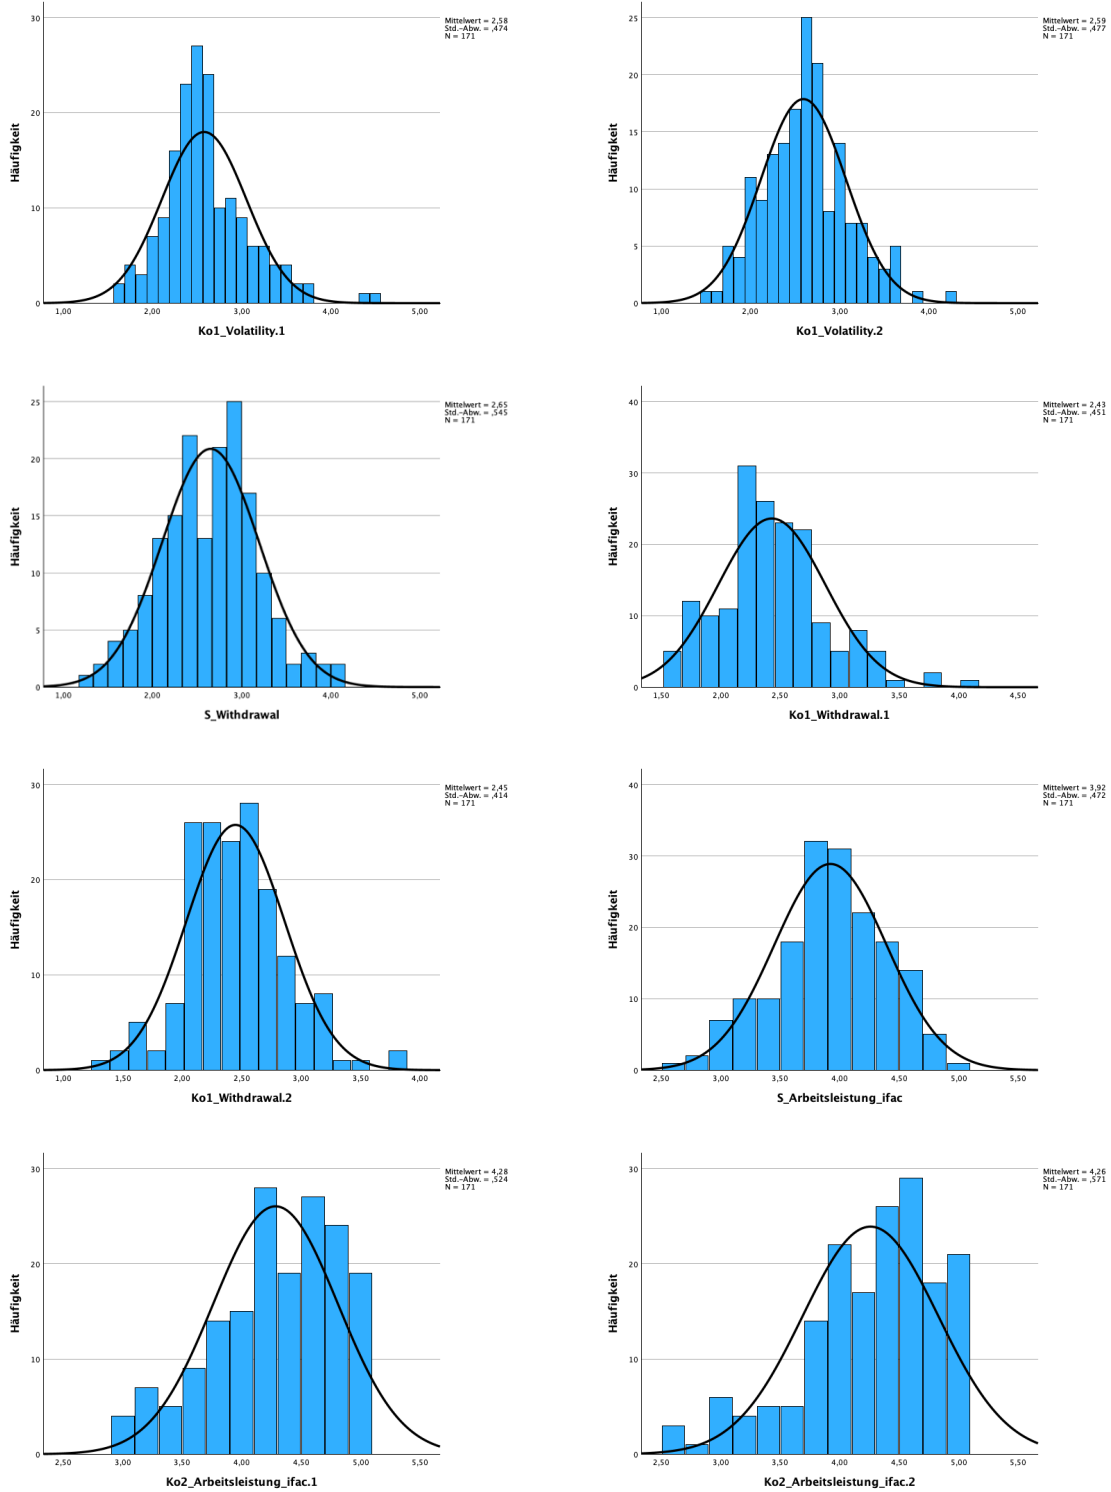 Mittelwert = 2,58
Std.-Abw. = ,474
N = 171
30
20
10
0
Häufigkeit
1,00 2,00 3,00 4,00 5,00
Ko1_Volatility.1
Mittelwert = 2,59
Std.-Abw. = ,477
N = 171
25
20
15
10
5
0
Häufigkeit
1,00 2,00 3,00 4,00 5,00
Ko1_Volatility.2
Mittelwert = 2,65
Std.-Abw. = ,545
N = 171
25
20
15
10
5
0
Häufigkeit
1,00 2,00 3,00 4,00 5,00
S_Withdrawal
Mittelwert = 2,43
Std.-Abw. = ,451
N = 171
40
30
20
10
0
Häufigkeit
1,50 2,00 2,50 3,00 3,50 4,00 4,50
Ko1_Withdrawal.1
Mittelwert = 2,45
Std.-Abw. = ,414
N = 171
30
20
10
0
Häufigkeit
1,00 1,50 2,00 2,50 3,00 3,50 4,00
Ko1_Withdrawal.2
Mittelwert = 3,92
Std.-Abw. = ,472
N = 171
40
30
20
10
0
Häufigkeit
2,50 3,00 3,50 4,00 4,50 5,00 5,50
S_Arbeitsleistung_ifac
Mittelwert = 4,28
Std.-Abw. = ,524
N = 171
30
20
10
0
Häufigkeit
2,50 3,00 3,50 4,00 4,50 5,00 5,50
Ko2_Arbeitsleistung_ifac.1
Mittelwert = 4,26
Std.-Abw. = ,571
N = 171
30
20
10
0
Häufigkeit
2,50 3,00 3,50 4,00 4,50 5,00 5,50
Ko2_Arbeitsleistung_ifac.2